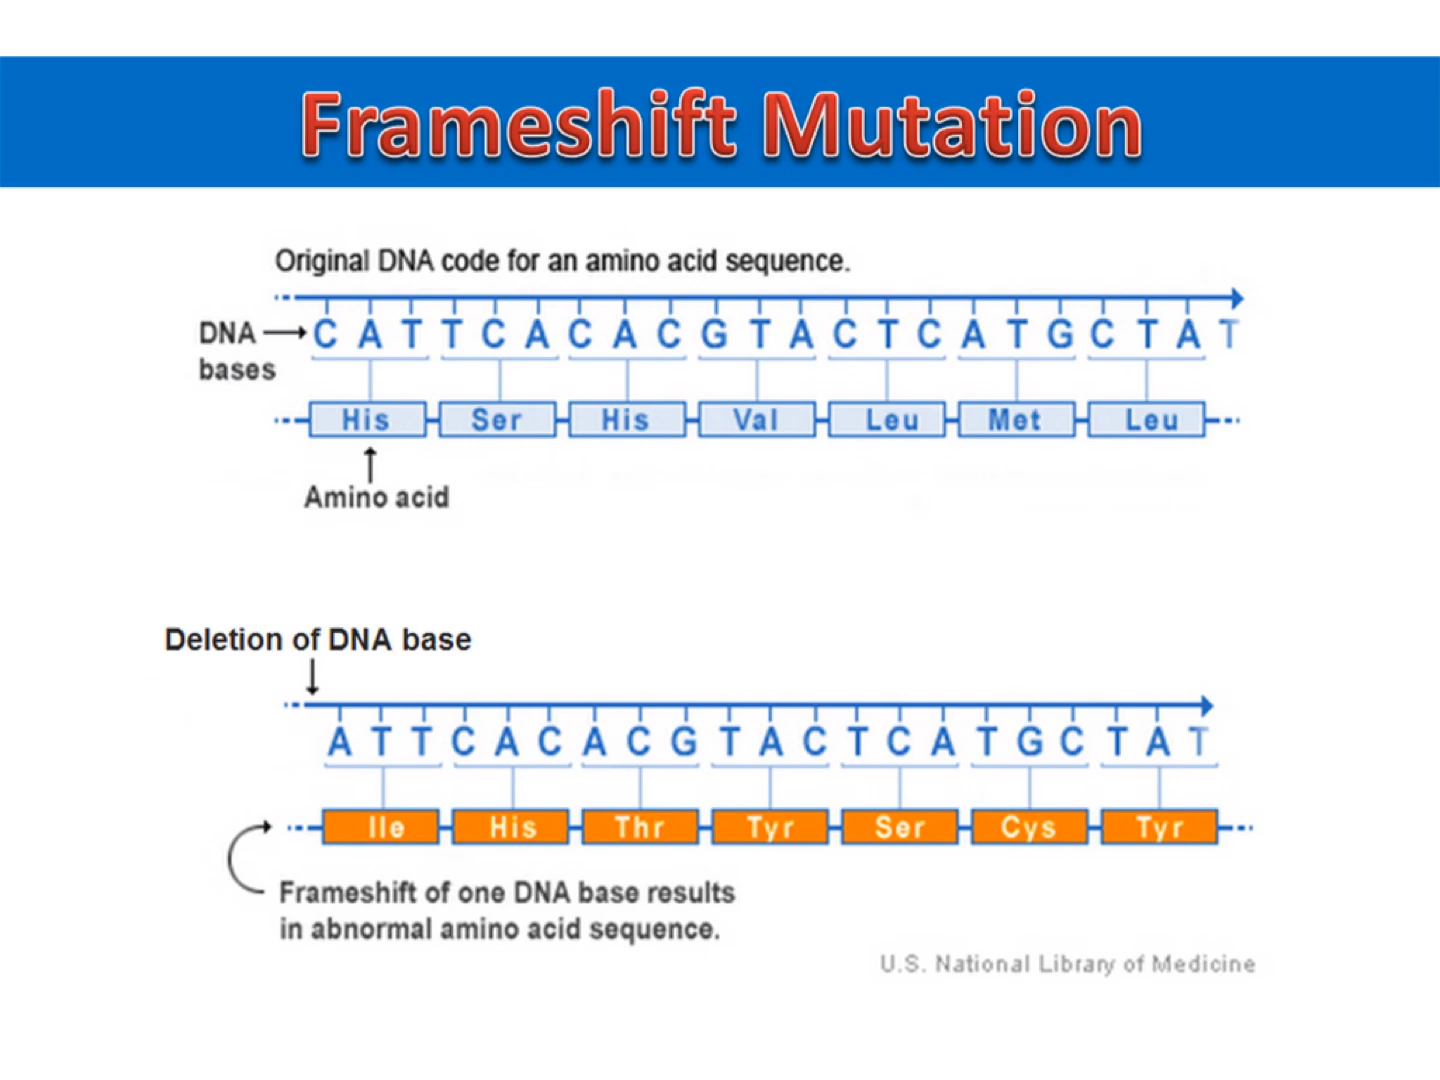 Frameshift Mutation
Original DNA code for an amino acid sequence.
DNA bases
C A T T C A C A C G T A C T C A T G C T A T
His Ser His Val Leu Met Leu
Amino acid
Deletion of DNA base
A T T C A C A C G T A C T C A T G C T A T
Ile His Thr Tyr Ser Cys Tyr
Frameshift of one DNA base results
in abnormal amino acid sequence.
U.S. National Library of Medicine